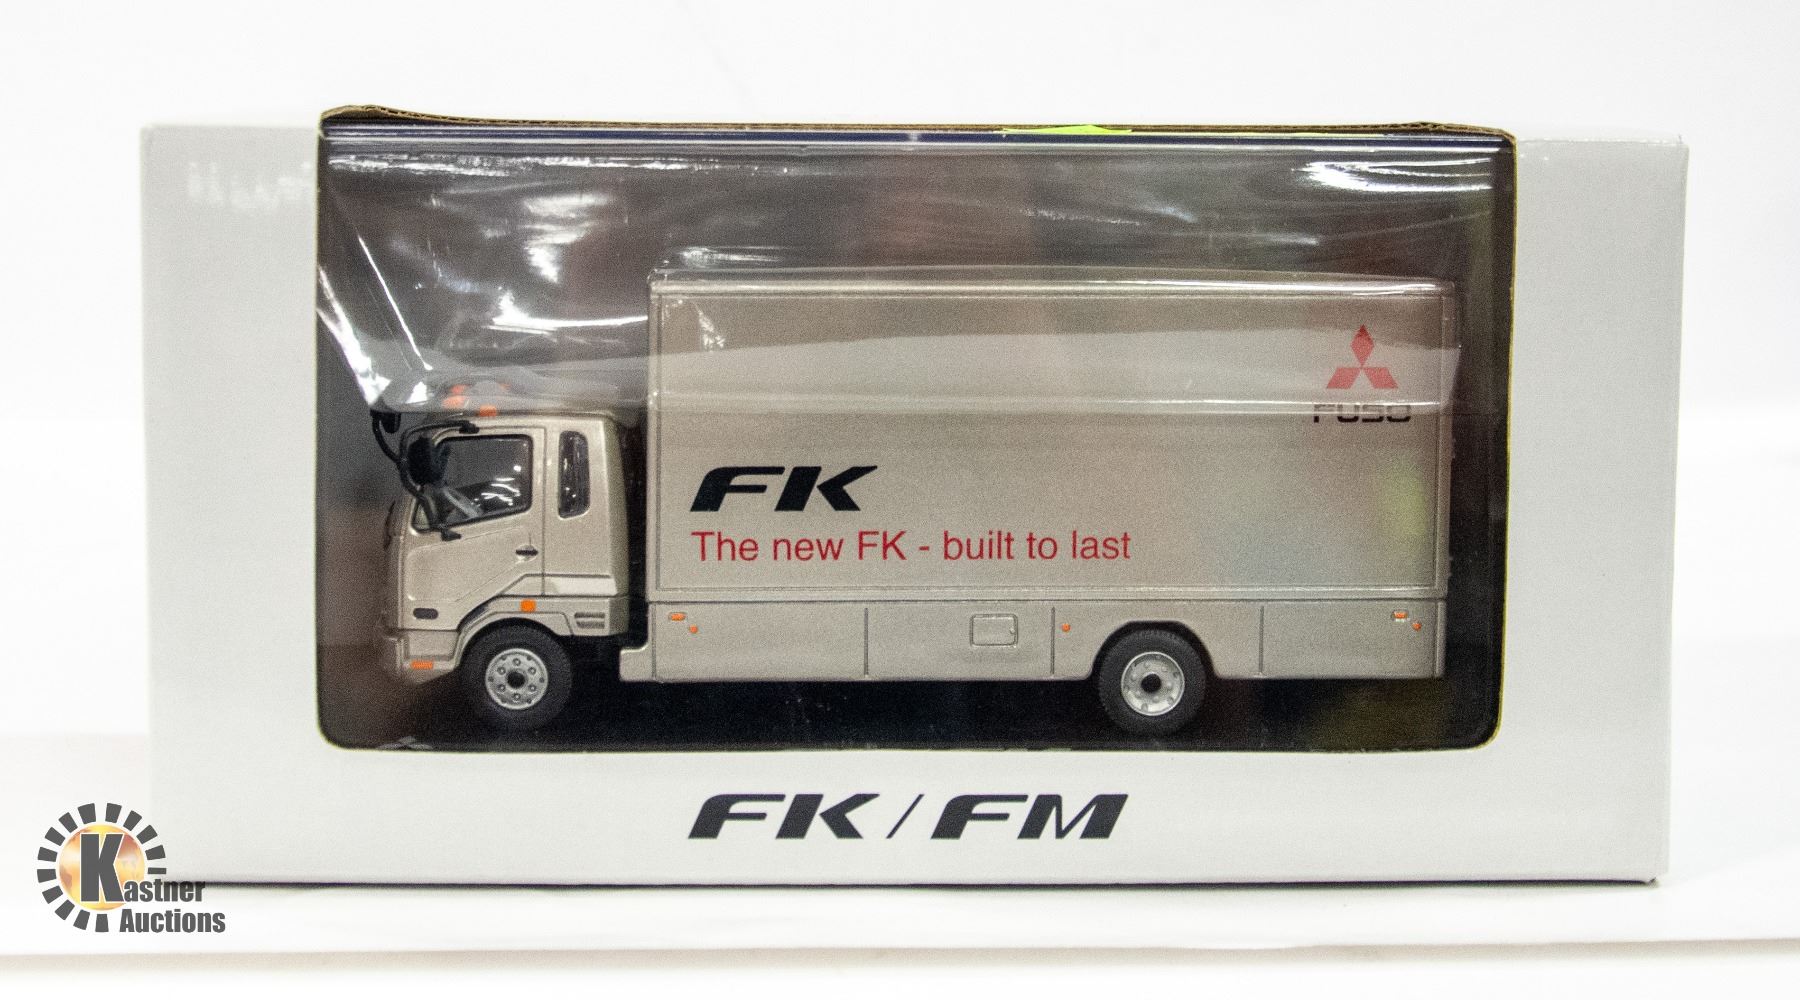 FUSO
FK
The new FK - built to last
FK / FM
Kastner
Auctions